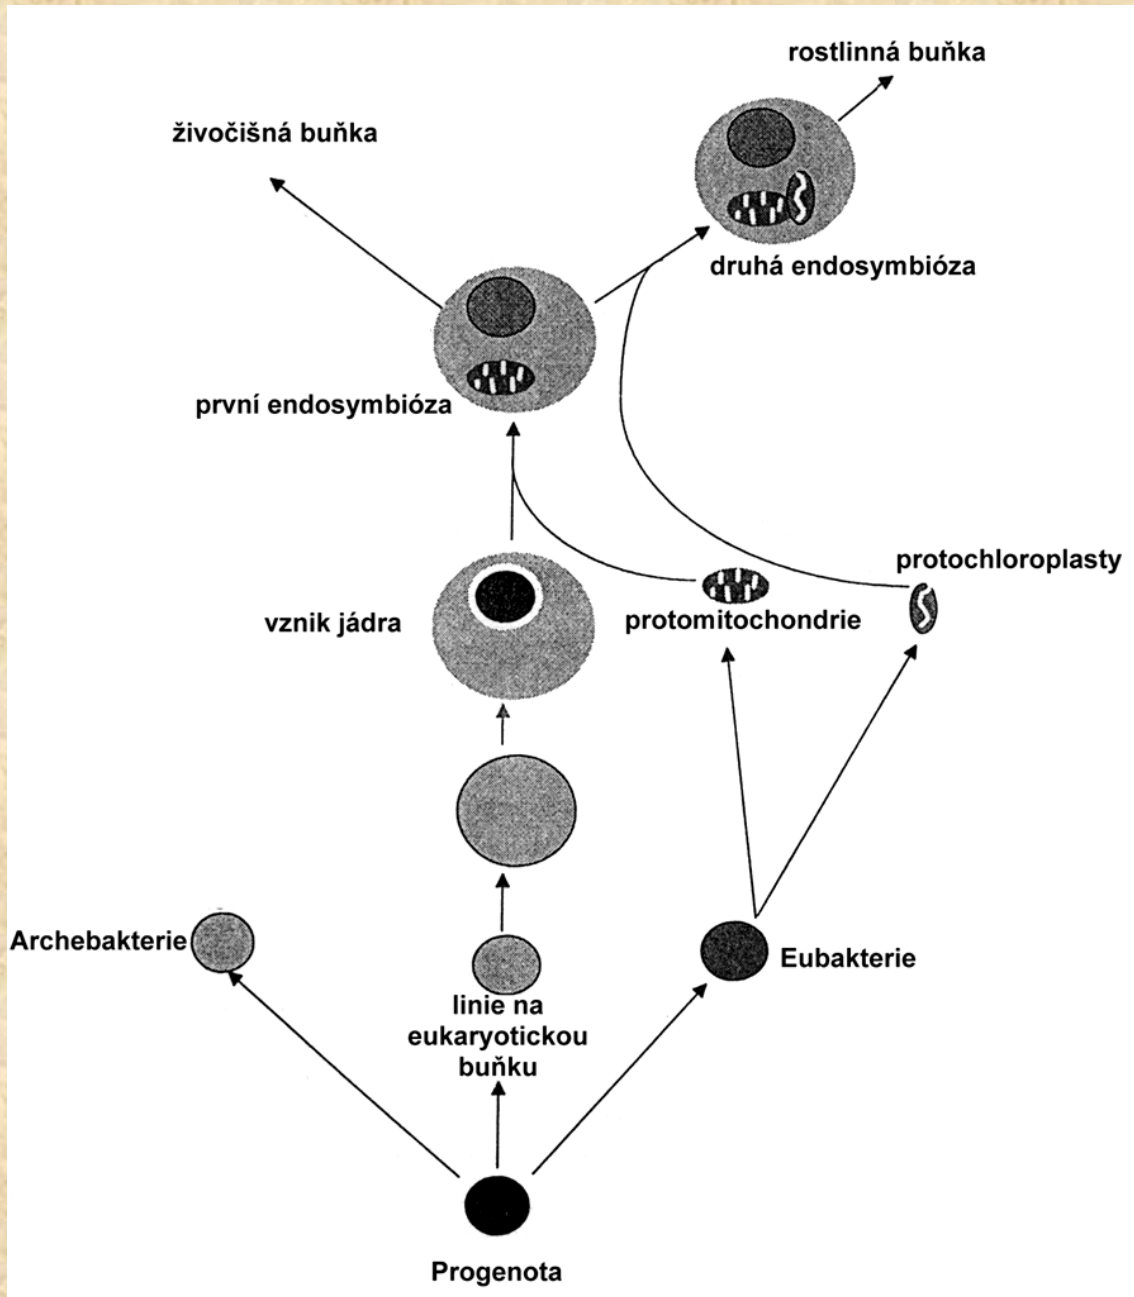 rostlinná buňka
živočišná buňka
druhá endosymbióza
první endosymbióza
protochloroplasty
vznik jádra
protomitochondrie
Archebakterie
Eubakterie
linie na
eukaryotickou
buňku
Progenota